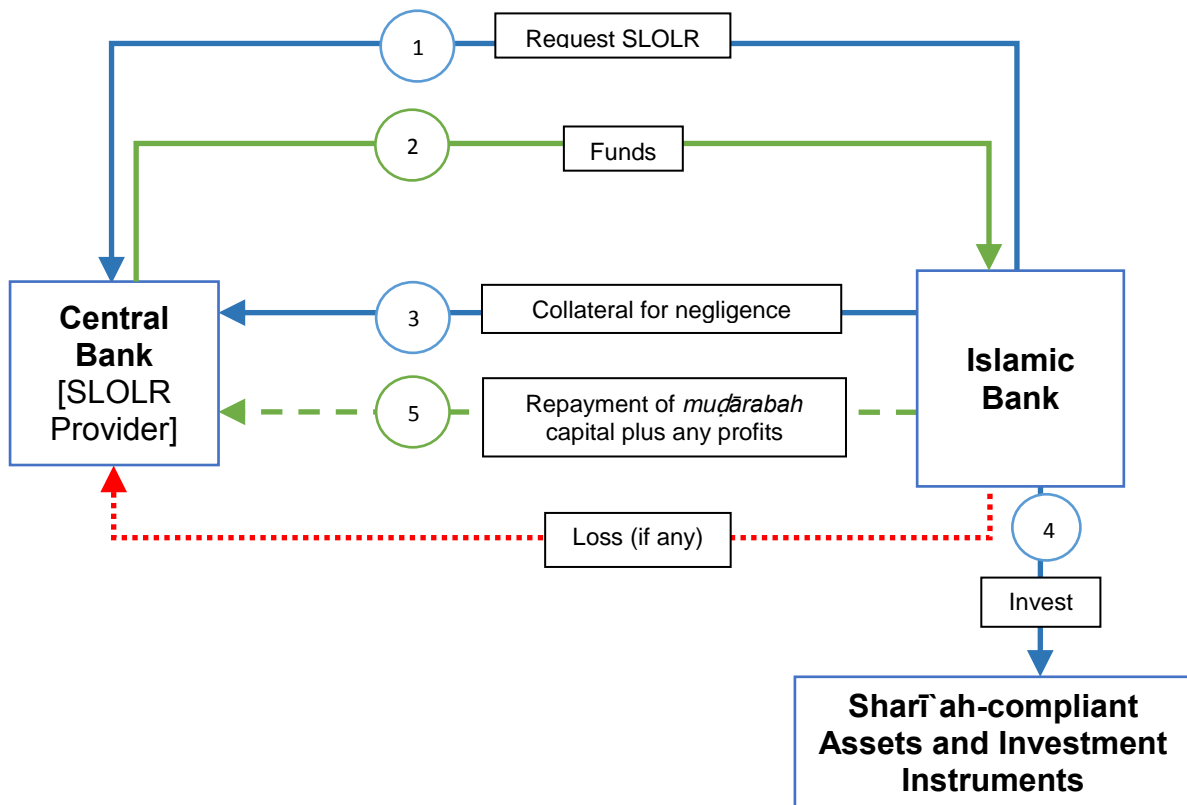 1
Request SLOLR
2
Funds
Central
Bank
[SLOLR
Provider]
3
Collateral for negligence
Islamic
Bank
5
Repayment of muḍārabah
capital plus any profits
Loss (if any)
4
Invest
Sharī`ah-compliant
Assets and Investment
Instruments